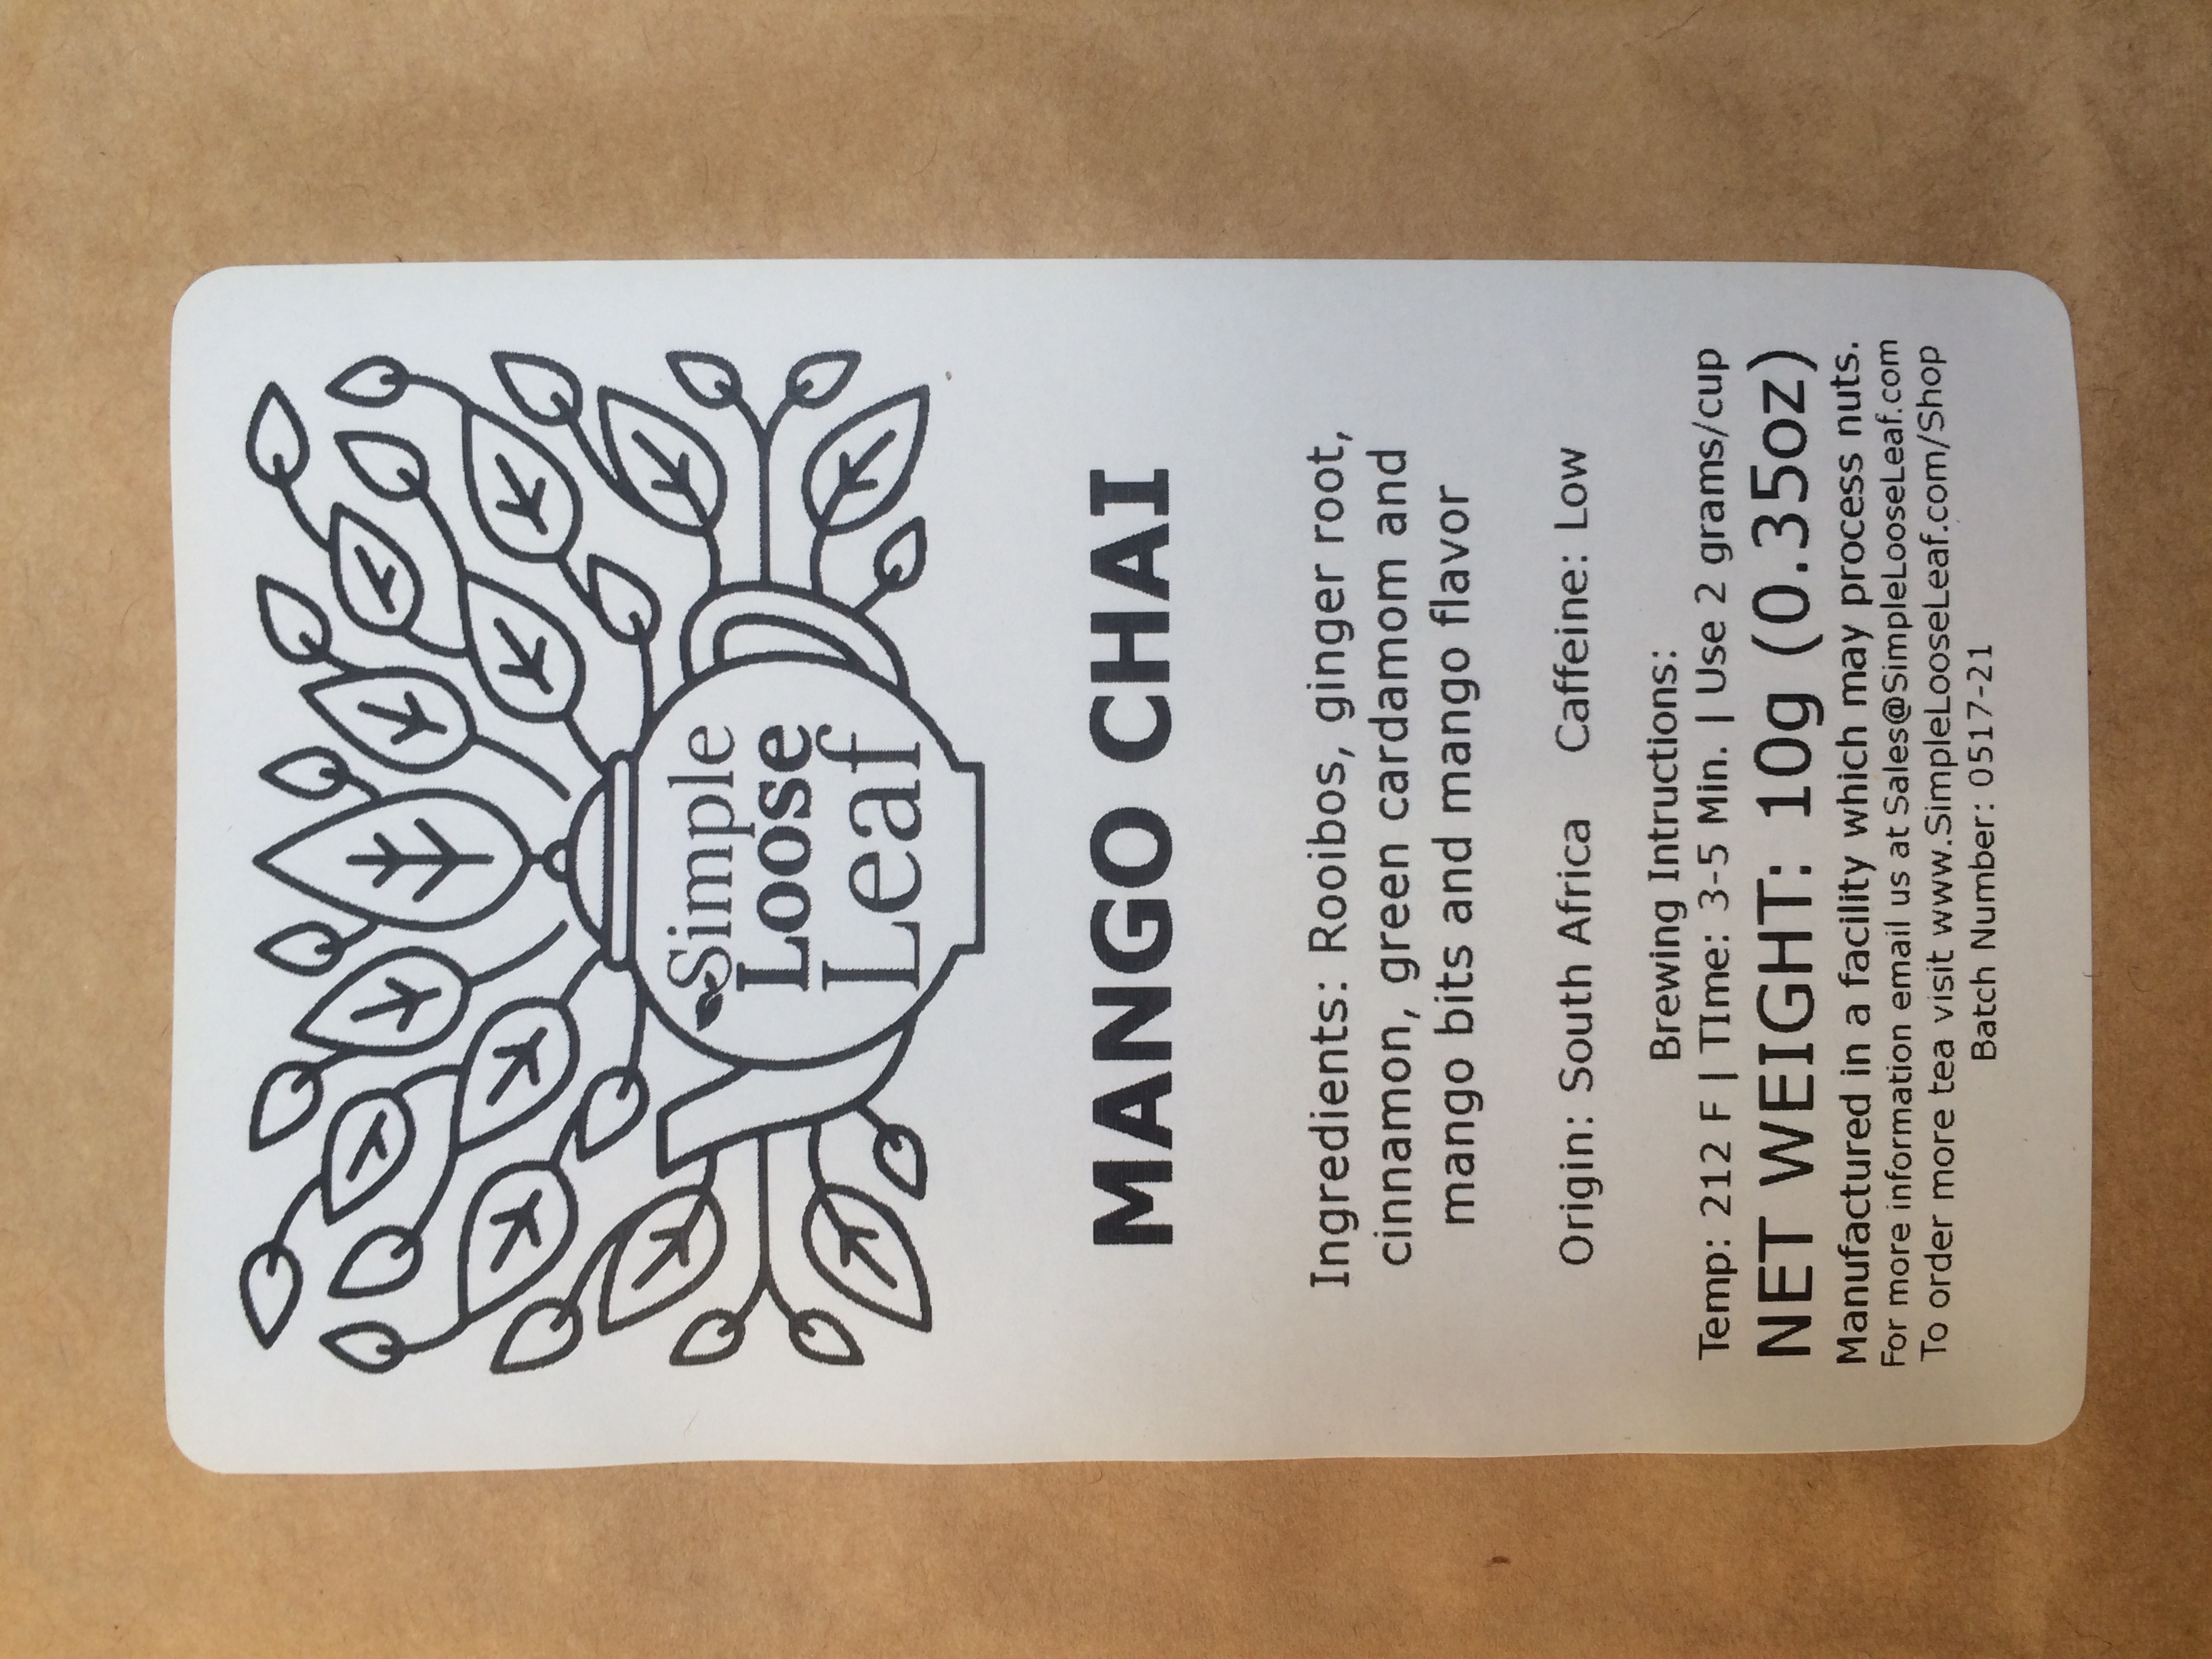 Simple
Loose
Leaf
MANGO CHAI
Ingredients: Rooibos, ginger root,
cinnamon, green cardamom and
mango bits and mango flavor
Origin: South Africa Caffeine: Low
Brewing Intructions:
Temp: 212 F | TIme: 3-5 Min. | Use 2 grams/cup
NET WEIGHT: 10g (0.35oz)
Manufactured in a facility which may process nuts.
For more information email us at Sales@SimpleLooseLeaf.com
To order more tea visit www.SimpleLooseLeaf.com/Shop
Batch Number: 0517-21